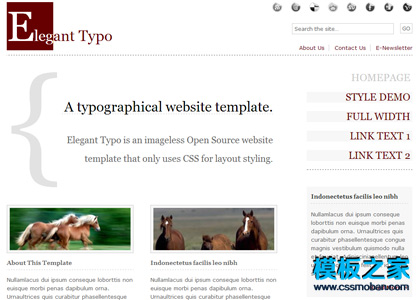 Elegant Typo
Search the site...
GO
About Us
Contact Us
E-Newsletter
{
A typographical website template.
Elegant Typo is an imageless Open Source website
template that only uses CSS for layout styling.
HOMEPAGE
STYLE DEMO
FULL WIDTH
LINK TEXT 1
LINK TEXT 2
About This Template
Nullamlacus dui ipsum conseque loborttis non
euisque morbi penas dapibulum orna.
Urnaultrices quis curabitur phasellentesque
Indonectetus facilis leo nibh
Nullamlacus dui ipsum conseque loborttis non
euisque morbi penas dapibulum orna.
Urnaultrices quis curabitur phasellentesque
Indonectetus facilis leo nibh
Nullamlacus dui ipsum conseque
loborttis non euisque morbi penas
dapibulum orna. Urnaultrices quis
curabitur phasellentesque congue
magnis vestibulum quismodo nulla
模板之家
www.cssmoban.com